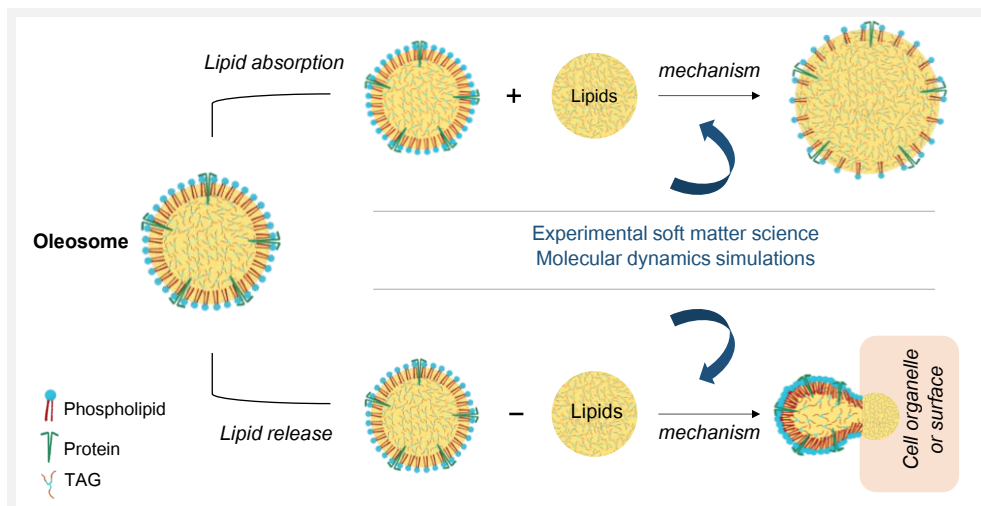 Lipid absorption
+
Lipids
mechanism
Oleosome
Experimental soft matter science
Molecular dynamics simulations
Phospholipid
Protein
TAG
Lipid release
−
Lipids
mechanism
Cell organelle
or surface